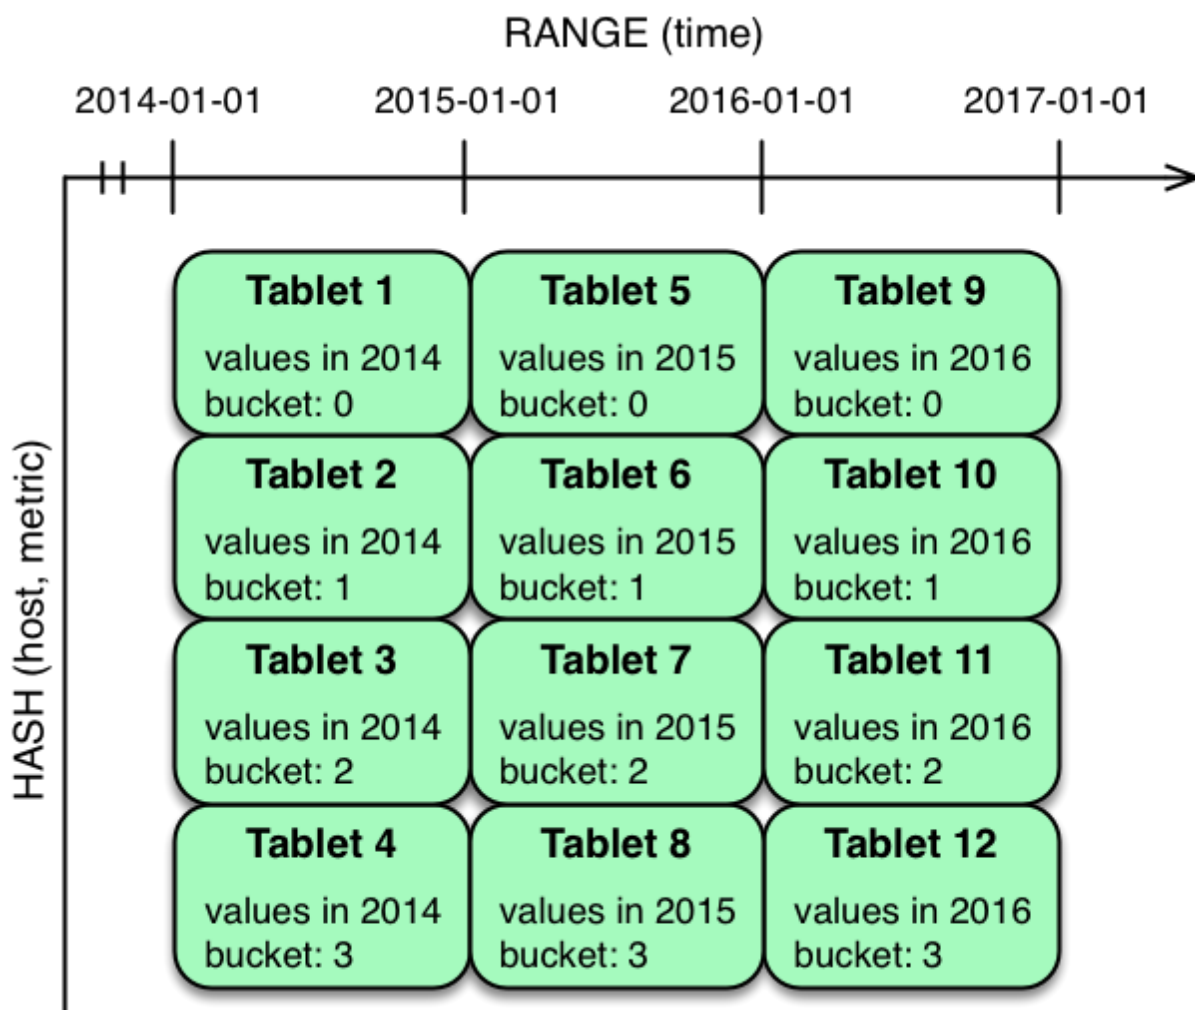 RANGE (time)
2014-01-01 2015-01-01 2016-01-01 2017-01-01
HASH (host, metric)
Tablet 1
values in 2014
bucket: 0
Tablet 5
values in 2015
bucket: 0
Tablet 9
values in 2016
bucket: 0
Tablet 2
values in 2014
bucket: 1
Tablet 6
values in 2015
bucket: 1
Tablet 10
values in 2016
bucket: 1
Tablet 3
values in 2014
bucket: 2
Tablet 7
values in 2015
bucket: 2
Tablet 11
values in 2016
bucket: 2
Tablet 4
values in 2014
bucket: 3
Tablet 8
values in 2015
bucket: 3
Tablet 12
values in 2016
bucket: 3